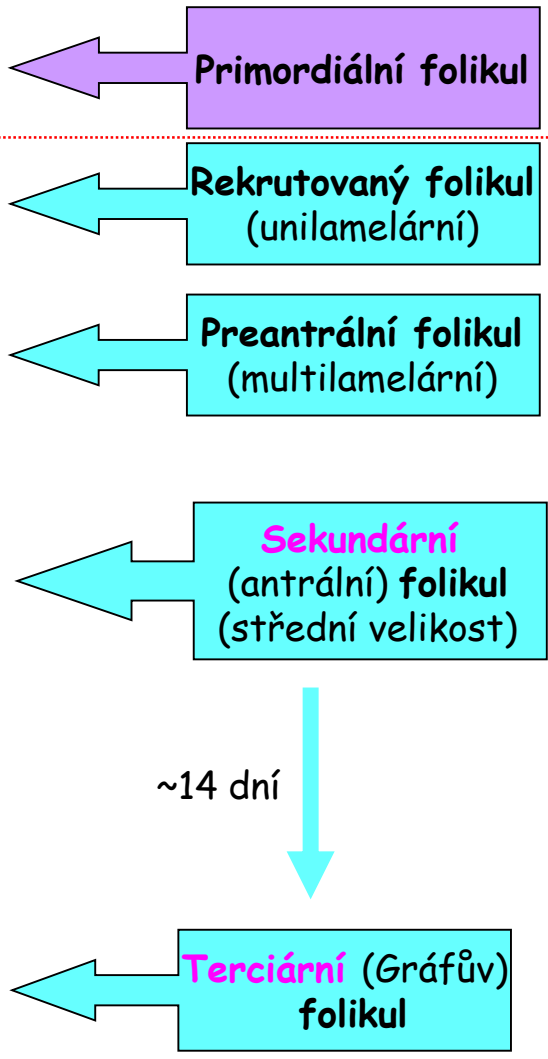 Primordiální folikul
Rekrutovaný folikul
(unilamelární)
Preantrální folikul
(multilamelární)
Sekundární
(antrální) folikul
(střední velikost)
~14 dní
Terciární (Gráfův)
folikul